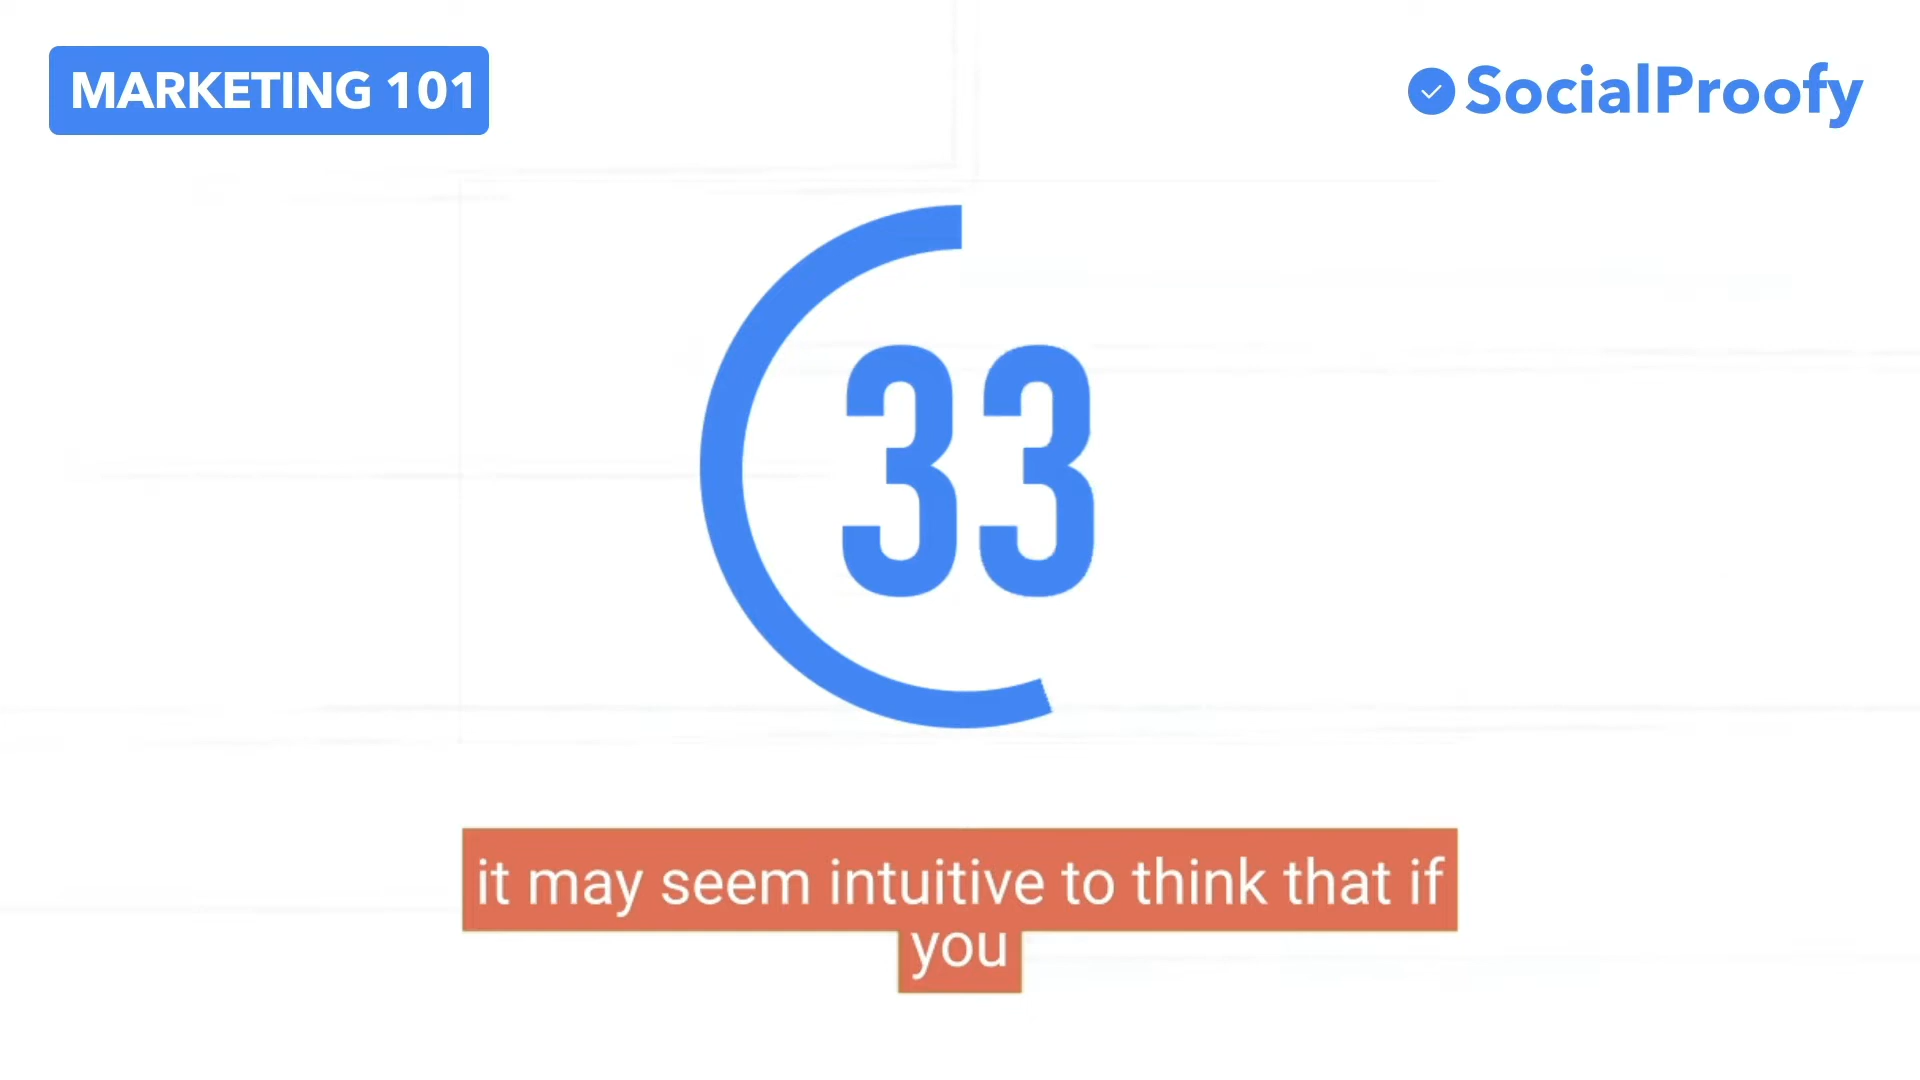 MARKETING 101
SocialProofy
33
it may seem intuitive to think that if
you